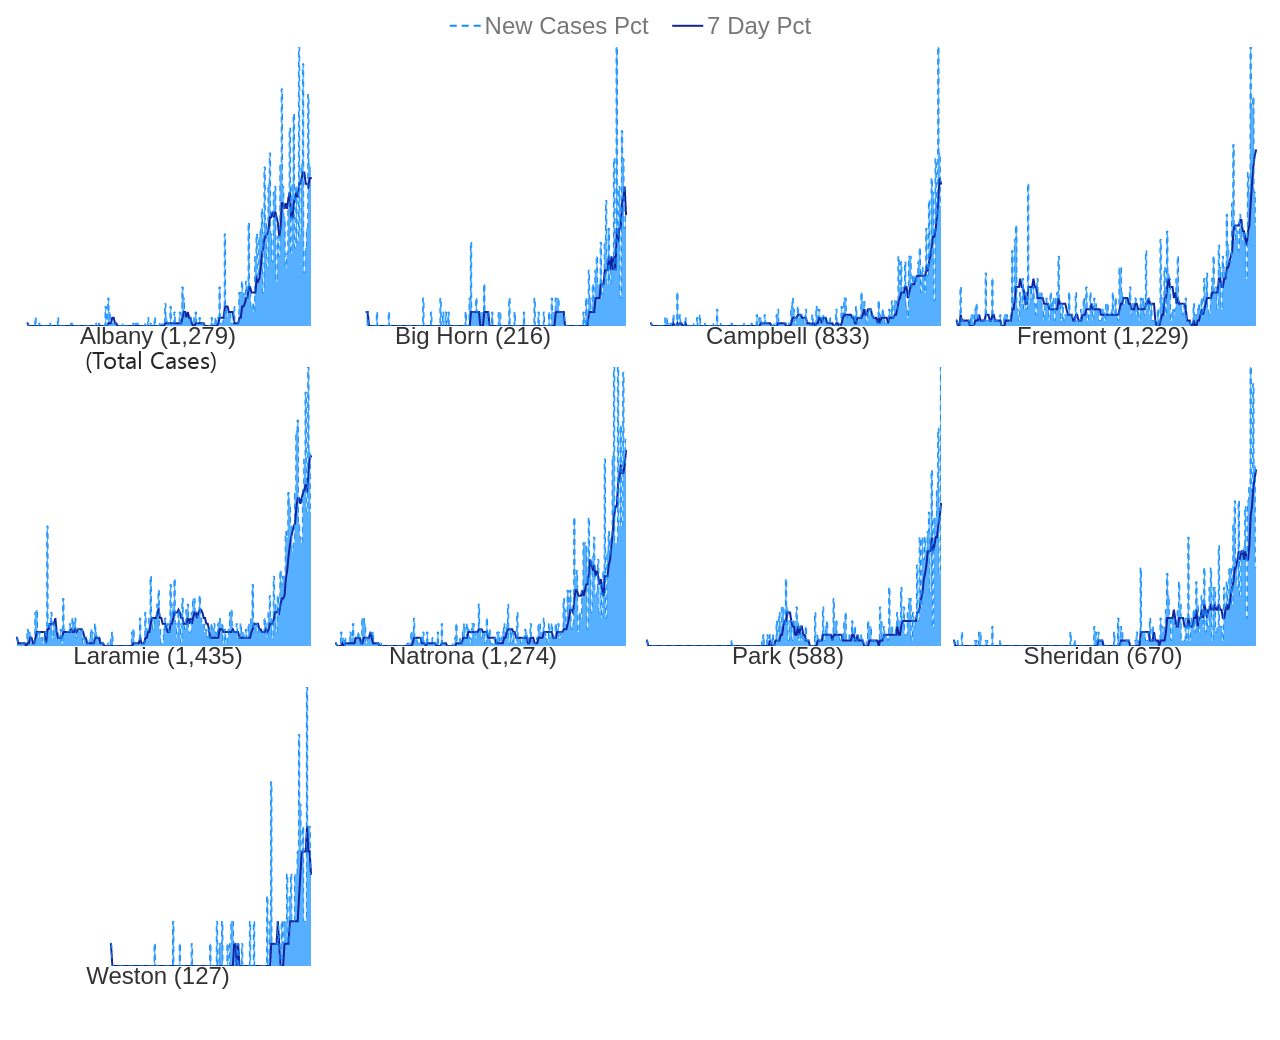 New Cases Pct 7 Day Pct
Albany (1,279) Big Horn (216) Campbell (833) Fremont (1,229)
(Total Cases)
Laramie (1,435) Natrona (1,274) Park (588) Sheridan (670)
Weston (127)